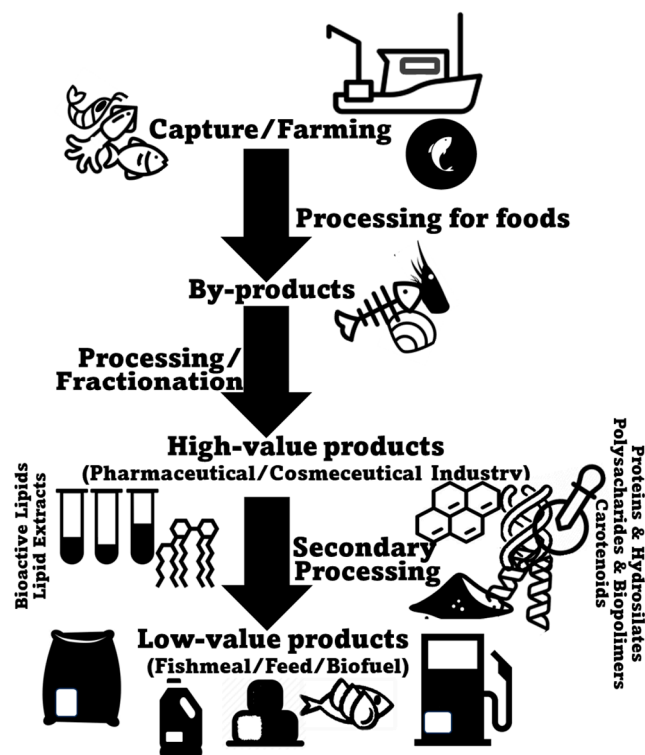 Capture/Farming
Processing for foods
By-products
Processing/
Fractionation
High-value products
(Pharmaceutical/Cosmeceutical Industry)
Bioactive Lipids
Lipid Extracts
Proteins & Hydrosilates
Polysacharides & Biopolimers
Carotenoids
Secondary
Processing
Low-value products
(Fishmeal/Feed/Biofuel)